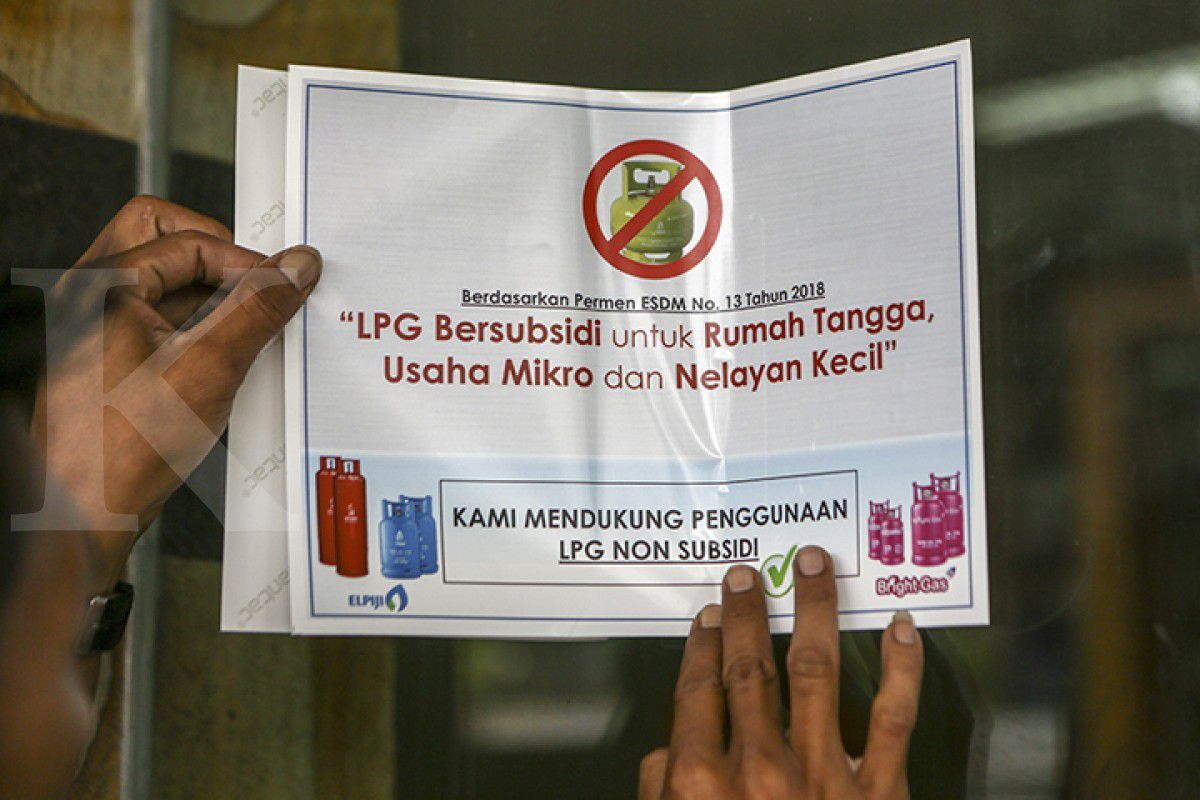 Berdasarkan Permen ESDM No. 13 Tahun 2018
“LPG Bersubsidi untuk Rumah Tangga,
Usaha Mikro dan Nelayan Kecil”
KAMI MENDUKUNG PENGGUNAAN
LPG NON SUBSIDI
ELPIJI
Bright Gas
K